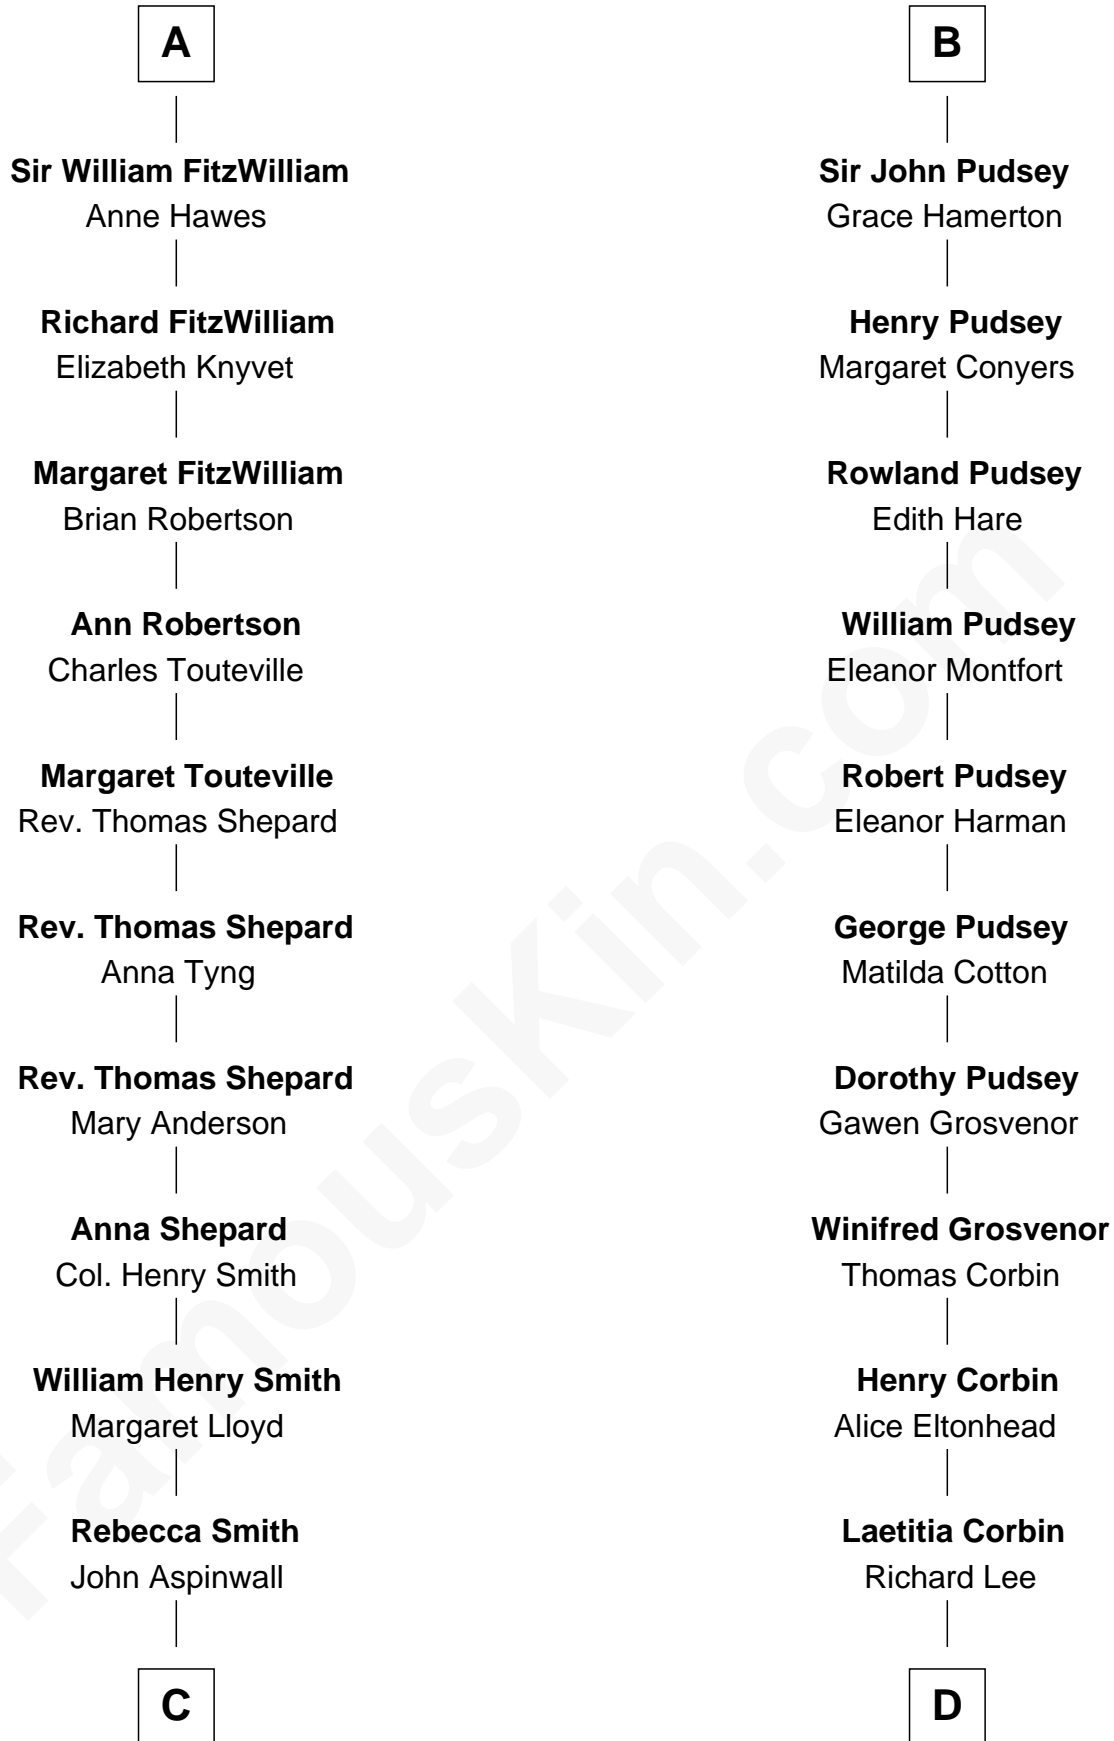 A
Sir William FitzWilliam
Anne Hawes
Richard FitzWilliam
Elizabeth Knyvet
Margaret FitzWilliam
Brian Robertson
Ann Robertson
Charles Touteville
Margaret Touteville
Rev. Thomas Shepard
Rev. Thomas Shepard
Anna Tyng
Rev. Thomas Shepard
Mary Anderson
Anna Shepard
Col. Henry Smith
William Henry Smith
Margaret Lloyd
Rebecca Smith
John Aspinwall
C
B
Sir John Pudsey
Grace Hamerton
Henry Pudsey
Margaret Conyers
Rowland Pudsey
Edith Hare
William Pudsey
Eleanor Montfort
Robert Pudsey
Eleanor Harman
George Pudsey
Matilda Cotton
Dorothy Pudsey
Gawen Grosvenor
Winifred Grosvenor
Thomas Corbin
Henry Corbin
Alice Eltonhead
Laetitia Corbin
Richard Lee
D
FamousKin.com